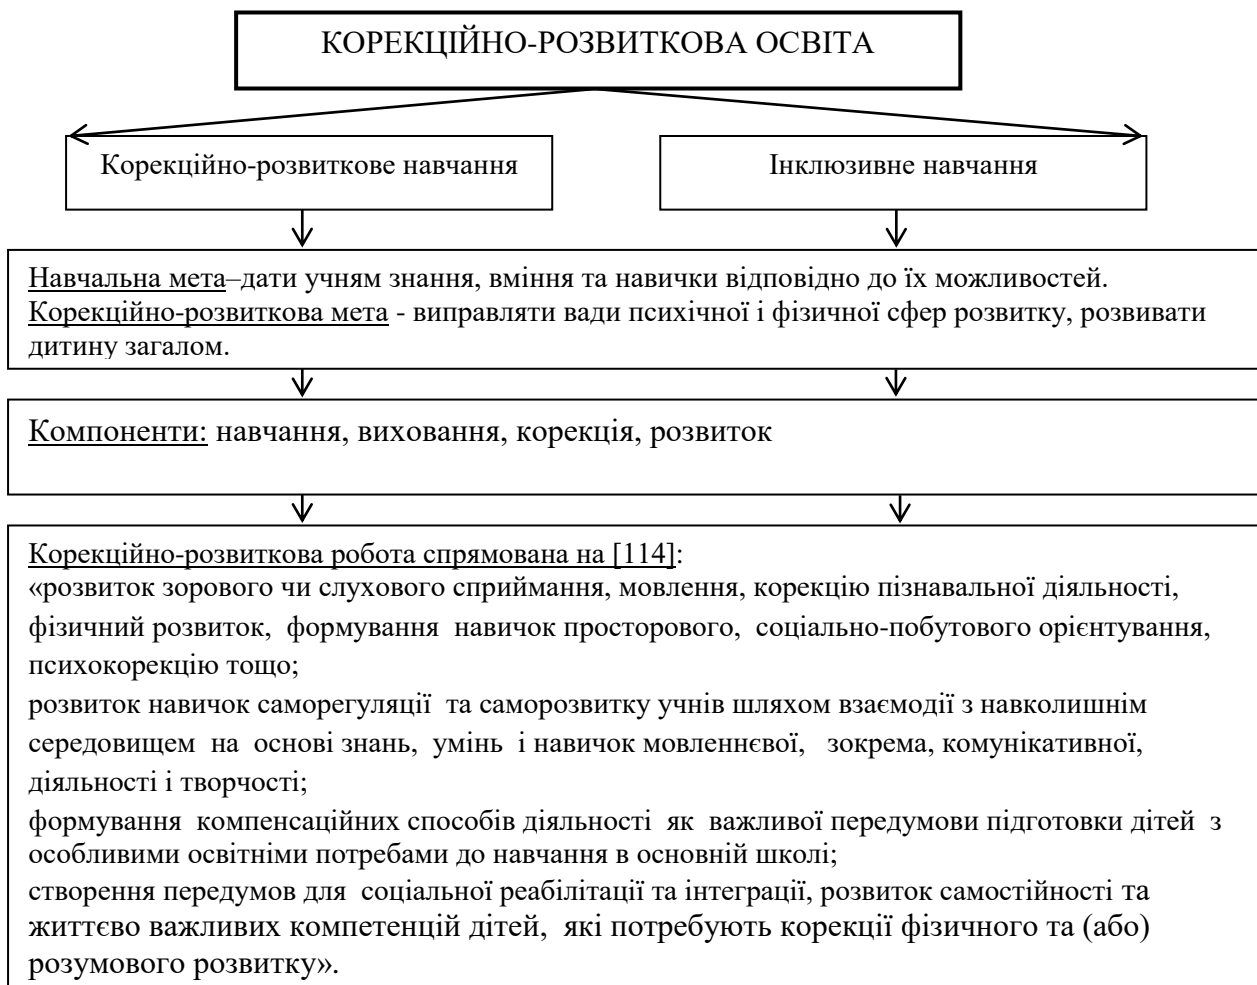 КОРЕКЦІЙНО-РОЗВИТКОВА ОСВІТА
Корекційно-розвиткове навчання
Інклюзивне навчання
Навчальна мета–дати учням знання, вміння та навички відповідно до їх можливостей.
Корекційно-розвиткова мета - виправляти вади психічної і фізичної сфер розвитку, розвивати
дитину загалом.
Компоненти: навчання, виховання, корекція, розвиток
Корекційно-розвиткова робота спрямована на [114]:
«розвиток зорового чи слухового сприймання, мовлення, корекцію пізнавальної діяльності,
фізичний розвиток, формування навичок просторового, соціально-побутового орієнтування,
психокорекцію тощо;
розвиток навичок саморегуляції та саморозвитку учнів шляхом взаємодії з навколишнім
середовищем на основі знань, умінь і навичок мовленнєвої, зокрема, комунікативної,
діяльності і творчості;
формування компенсаційних способів діяльності як важливої передумови підготовки дітей з
особливими освітніми потребами до навчання в основній школі;
створення передумов для соціальної реабілітації та інтеграції, розвиток самостійності та
життєво важливих компетенцій дітей, які потребують корекції фізичного та (або)
розумового розвитку».